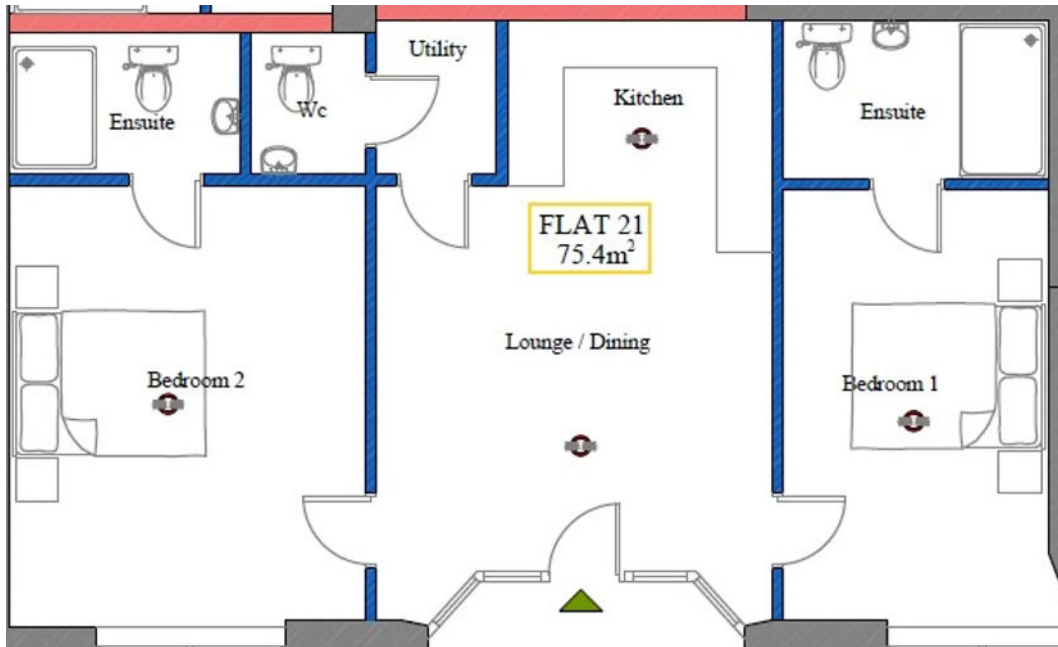 Utility
Kitchen
Wc
Ensuite
Ensuite
FLAT 21
75.4m²
Lounge / Dining
Bedroom 2
Bedroom 1